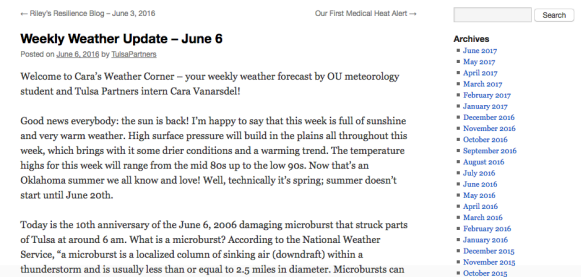 ← Riley's Resilience Blog – June 3, 2016
Our First Medical Heat Alert →
Weekly Weather Update – June 6
Posted on June 6, 2016 by TulsaPartners
Welcome to Cara's Weather Corner – your weekly weather forecast by OU meteorology
student and Tulsa Partners intern Cara Vanarsdel!
Good news everybody: the sun is back! I'm happy to say that this week is full of sunshine
and very warm weather. High surface pressure will build in the plains all throughout this
week, which brings with it some drier conditions and a warming trend. The temperature
highs for this week will range from the mid 80s up to the low 90s. Now that's an
Oklahoma summer we all know and love! Well, technically it's spring; summer doesn't
start until June 20th.
Today is the 10th anniversary of the June 6, 2006 damaging microburst that struck parts
of Tulsa at around 6 am. What is a microburst? According to the National Weather
Service, "a microburst is a localized column of sinking air (downdraft) within a
thunderstorm and is usually less than or equal to 2.5 miles in diameter. Microbursts can
Search
Archives
June 2017
May 2017
April 2017
March 2017
February 2017
January 2017
December 2016
November 2016
October 2016
September 2016
August 2016
July 2016
June 2016
May 2016
April 2016
March 2016
February 2016
January 2016
December 2015
November 2015
October 2015